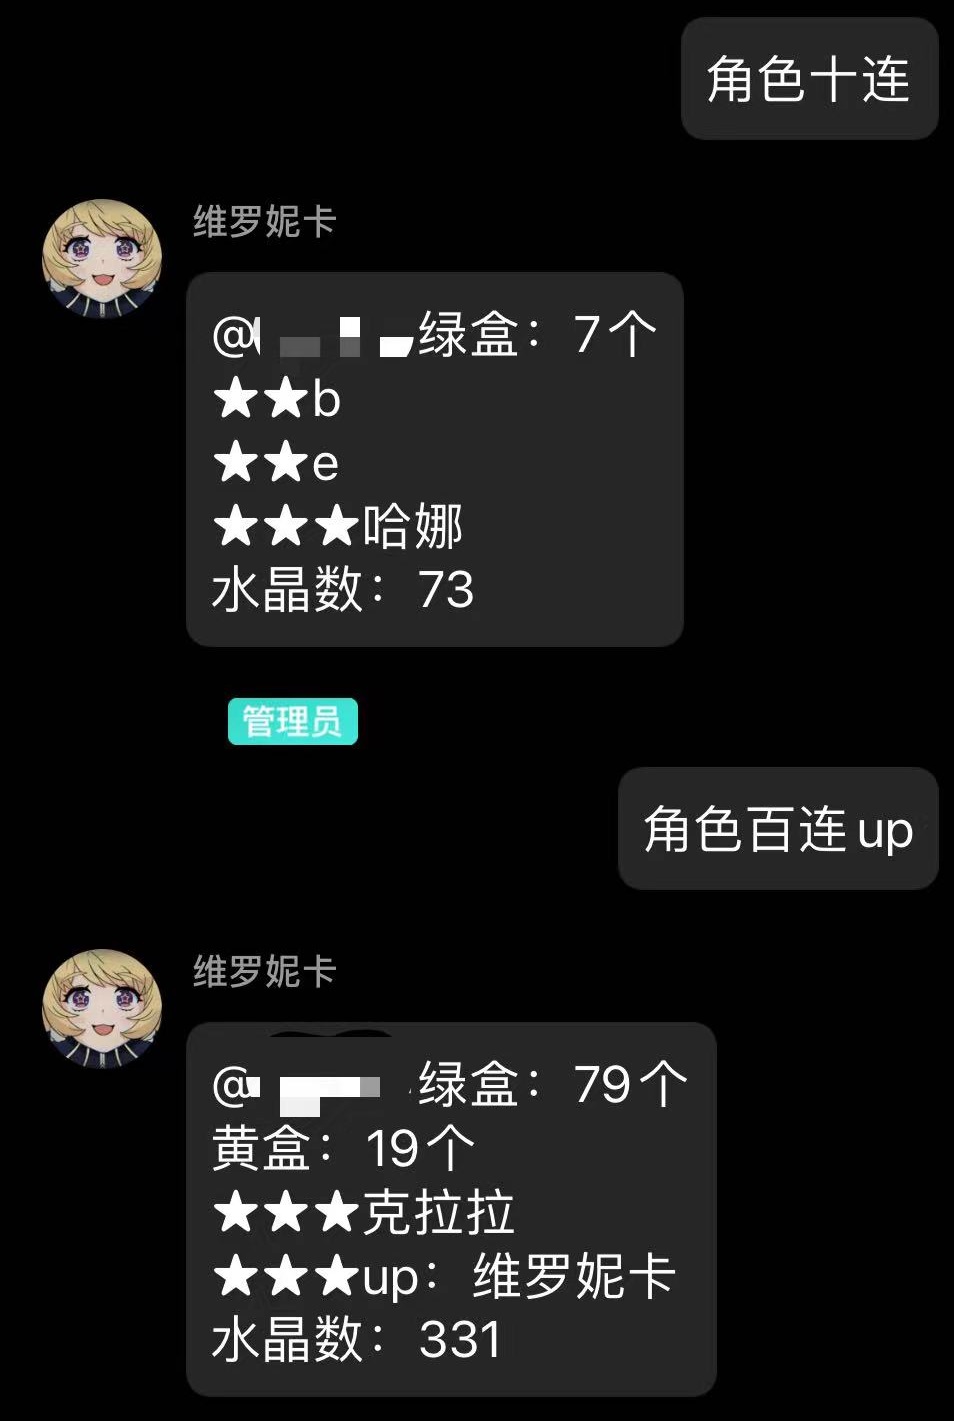 角色十连
维罗妮卡
@绿盒：7个
★★b
★★e
★★★哈娜
水晶数：73
管理员
角色百连up
维罗妮卡
@绿盒：79个
黄盒：19个
★★★克拉拉
★★★up：维罗妮卡
水晶数：331